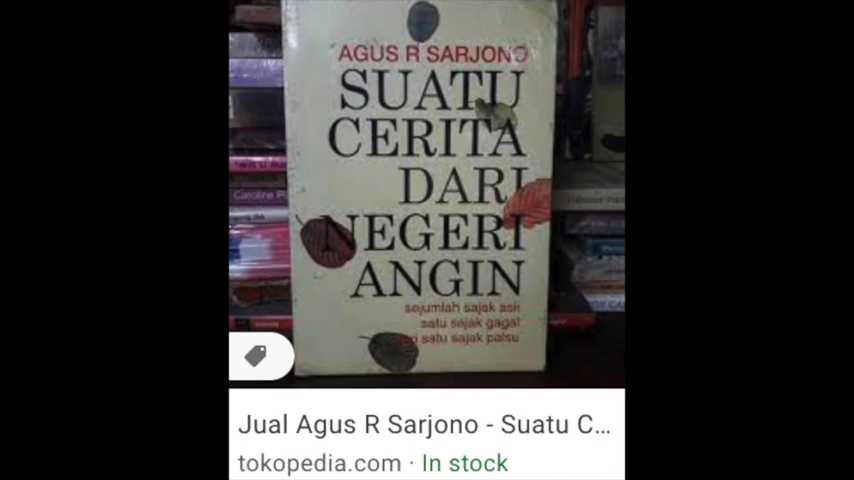 AGUS R SARJONO
SUATU
CERITA
DARI
NEGERI
ANGIN
sejumlah sajak asli
satu sajak gagal
satu sajak palsu
Caroline
Jual Agus R Sarjono - Suatu C...
tokopedia.com · In stock